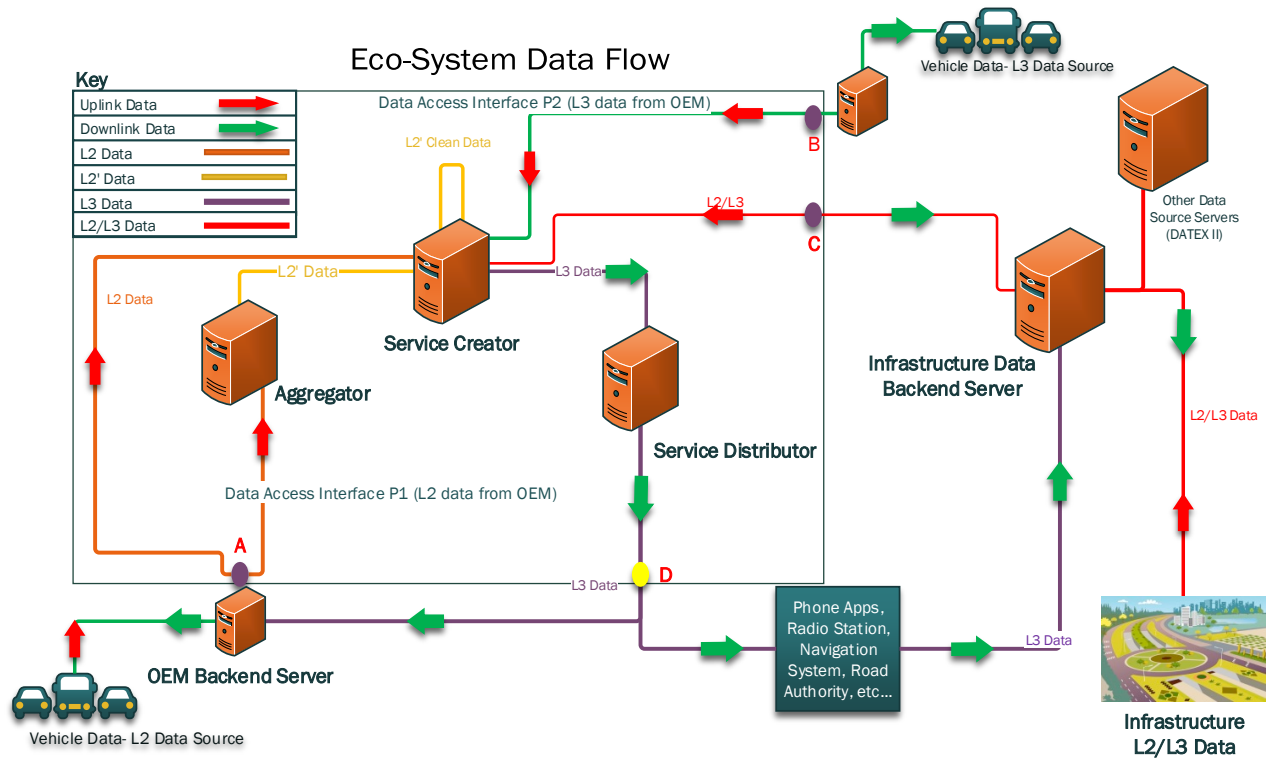 Eco-System Data Flow
Key
Uplink Data
Downlink Data
L2 Data
L2' Data
L3 Data
L2/L3 Data
Data Access Interface P2 (L3 data from OEM)
L2' Clean Data
B
Vehicle Data- L3 Data Source
Other Data
Source Servers
(DATEX II)
L2/L3
C
L2 Data
L2' Data
L3 Data
Service Creator
Aggregator
Infrastructure Data
Backend Server
L2/L3 Data
Service Distributor
Data Access Interface P1 (L2 data from OEM)
A
D
L3 Data
Phone Apps,
Radio Station,
Navigation
System, Road
Authority, etc...
L3 Data
OEM Backend Server
Vehicle Data- L2 Data Source
Infrastructure
L2/L3 Data